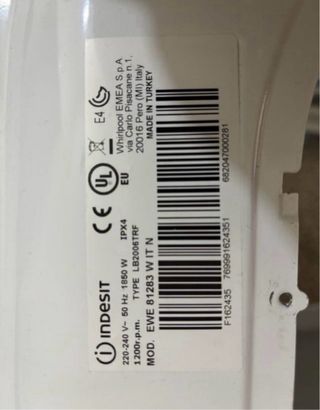 INDESIT
220-240 V~ 50 Hz 1850 W IPX4
1200r.p.m. TYPE LB2006TRF
MOD. EWE 81283 W IT N
F162435 769991624351
CE UL EU
E4
Whirlpool EMEA S.p.A.
via Carlo Pisacane n.1,
20016 Pero (MI) Italy
MADE IN TURKEY
682047000281